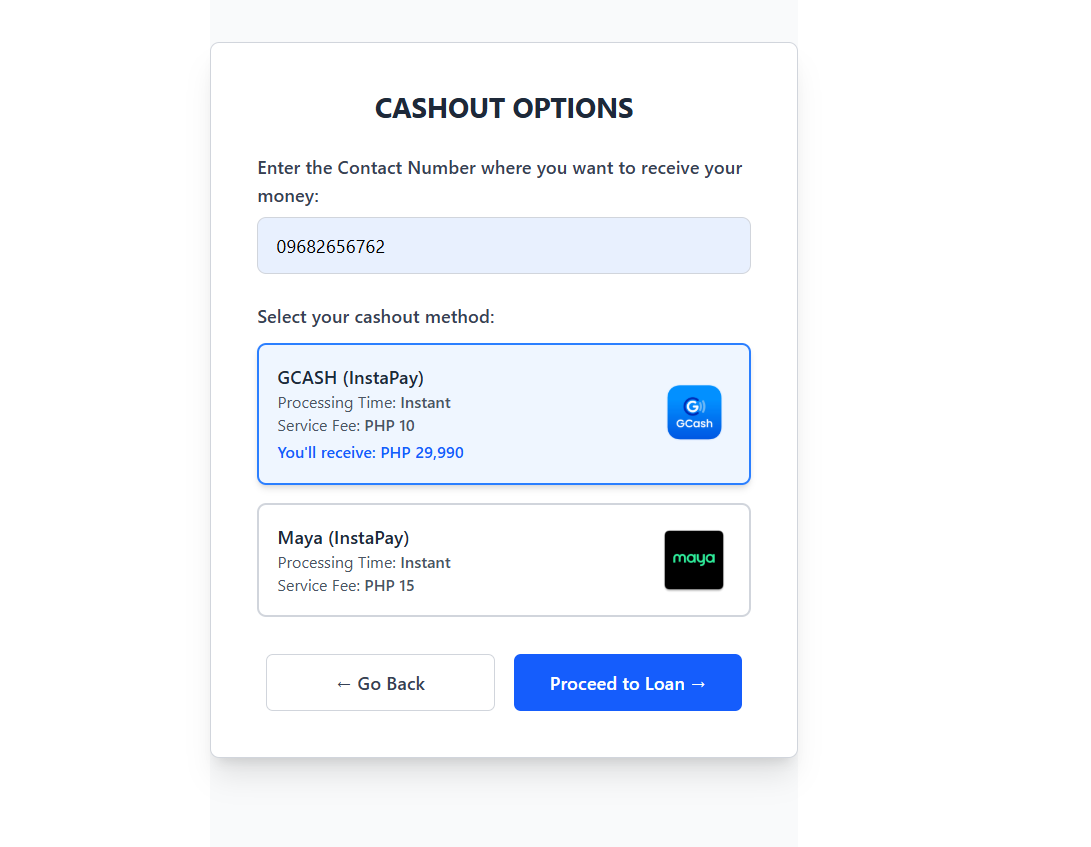 CASHOUT OPTIONS
Enter the Contact Number where you want to receive your
money:
09682656762
Select your cashout method:
GCASH (InstaPay)
Processing Time: Instant
Service Fee: PHP 10
You'll receive: PHP 29,990
G
GCash
Maya (InstaPay)
Processing Time: Instant
Service Fee: PHP 15
maya
← Go Back
Proceed to Loan →